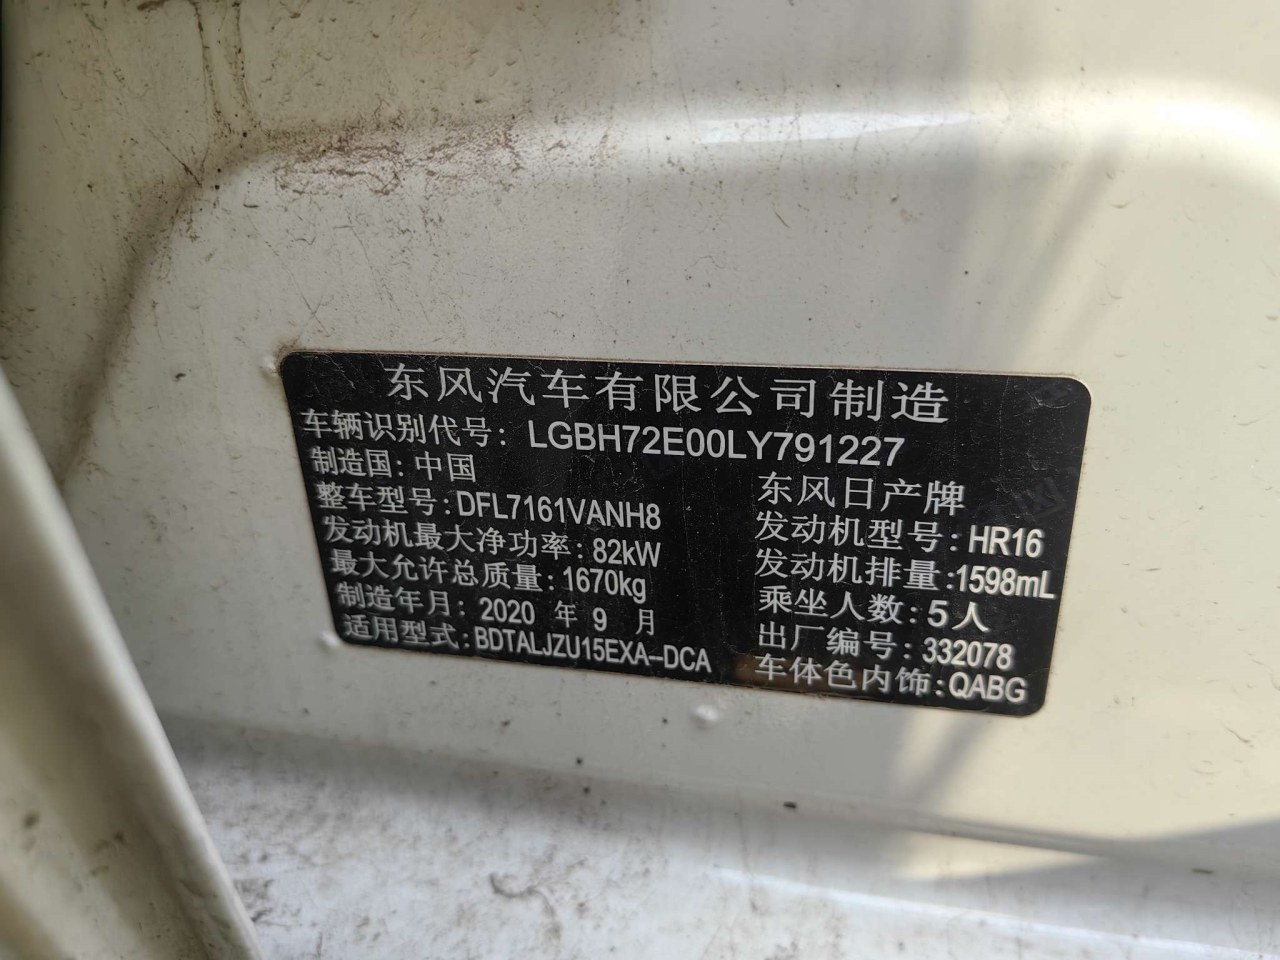 东风汽车有限公司制造
车辆识别代号: LGBH72E00LY791227
制造国: 中国
东风日产牌
整车型号: DFL7161VANH8
发动机型号: HR16
发动机最大净功率: 82kW
发动机排量: 1598mL
最大允许总质量: 1670kg
乘坐人数: 5人
制造年月: 2020 年 9 月
出厂编号: 332078
适用型式: BDTALJZU15EXA--DCA
车体色内饰: QABG